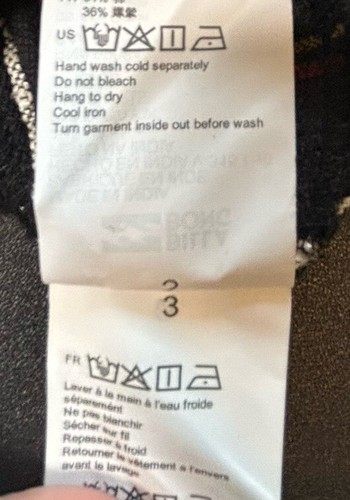 36%
US
Hand wash cold separately
Do not bleach
Hang to dry
Cool iron
Turn garment inside out before wash
3
FR
Laver à la main à l'eau froide
séparément
Ne pas blanchir
Sécher sur fil
Repasser à froid
Retourner le vêtement à l'envers
avant le lavage